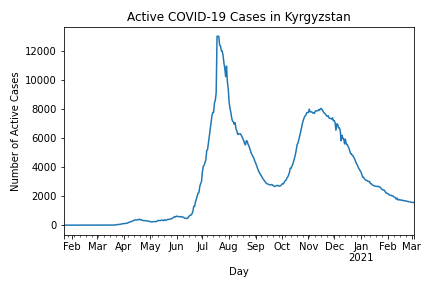 Active COVID-19 Cases in Kyrgyzstan
Number of Active Cases
12000
10000
8000
6000
4000
2000
0
Feb Mar Apr May Jun Jul Aug Sep Oct Nov Dec Jan Feb Mar
2021
Day